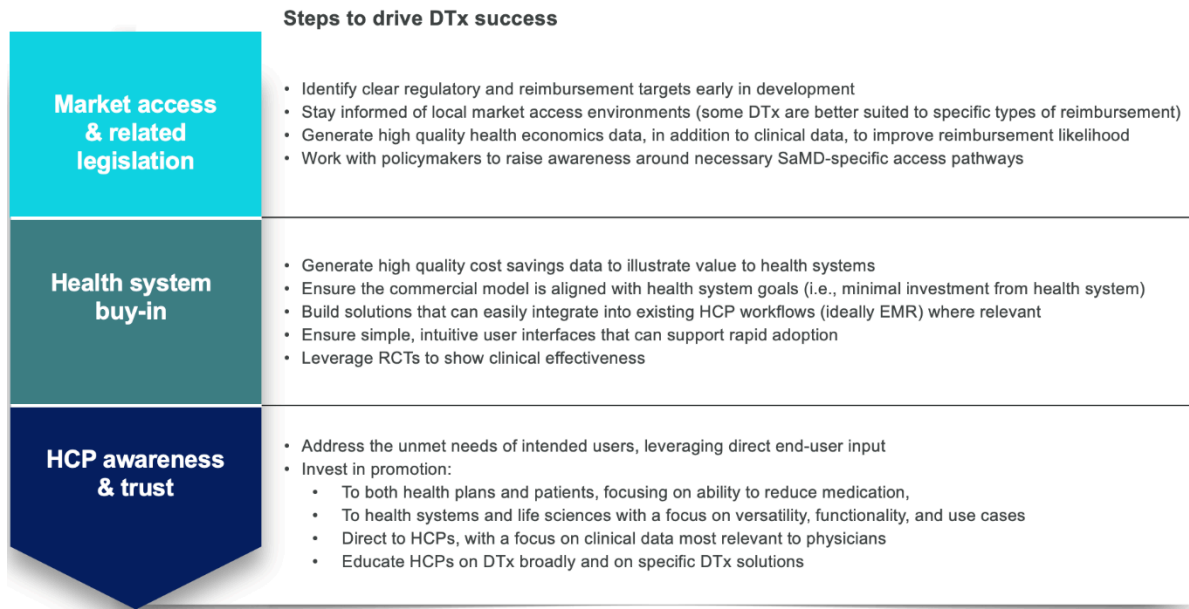 Steps to drive DTx success
Market access
& related
legislation
• Identify clear regulatory and reimbursement targets early in development
• Stay informed of local market access environments (some DTx are better suited to specific types of reimbursement)
• Generate high quality health economics data, in addition to clinical data, to improve reimbursement likelihood
• Work with policymakers to raise awareness around necessary SaMD-specific access pathways
Health system
buy-in
• Generate high quality cost savings data to illustrate value to health systems
• Ensure the commercial model is aligned with health system goals (i.e., minimal investment from health system)
• Build solutions that can easily integrate into existing HCP workflows (ideally EMR) where relevant
• Ensure simple, intuitive user interfaces that can support rapid adoption
• Leverage RCTs to show clinical effectiveness
HCP awareness
& trust
• Address the unmet needs of intended users, leveraging direct end-user input
• Invest in promotion:
• To both health plans and patients, focusing on ability to reduce medication,
• To health systems and life sciences with a focus on versatility, functionality, and use cases
• Direct to HCPs, with a focus on clinical data most relevant to physicians
• Educate HCPs on DTx broadly and on specific DTx solutions